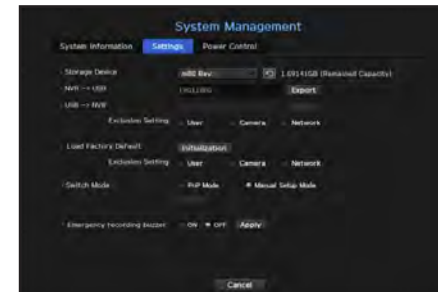 System Management
System Information Settings Power Control
Storage Device 1.69141GB (Remained Capacity)
NVR --> USB Export
USB --> NVR
Exclusion Setting User Camera Network
Load Factory Default Initialization
Exclusion Setting User Camera Network
Switch Mode PnP Mode Manual Setup Mode
Emergency recording buzzer ON OFF Apply
Cancel